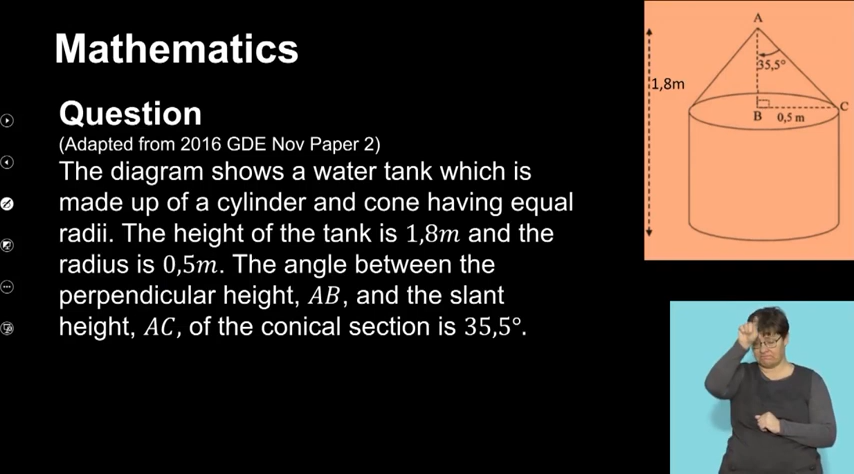 Mathematics
Question
(Adapted from 2016 GDE Nov Paper 2)
The diagram shows a water tank which is
made up of a cylinder and cone having equal
radii. The height of the tank is 1,8m and the
radius is 0,5m. The angle between the
perpendicular height, AB, and the slant
height, AC, of the conical section is 35,5°.
A
35,5°
1,8m
B
C
0,5 m